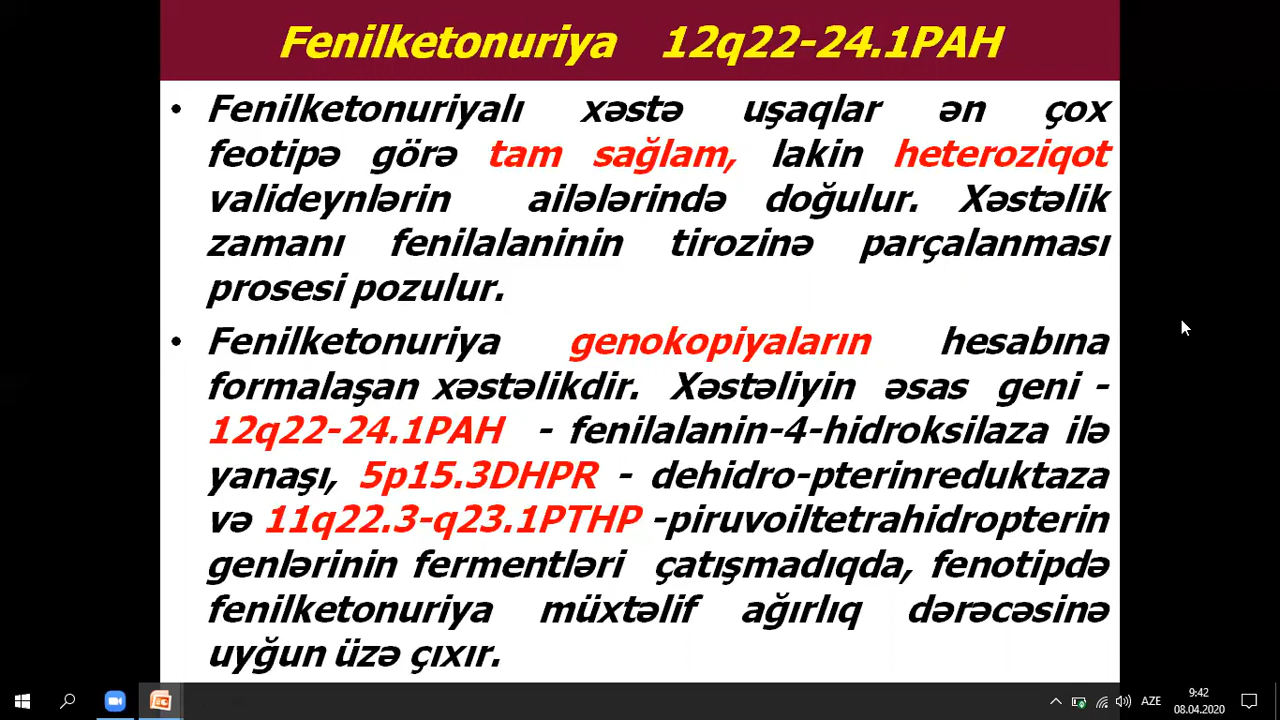 Fenilketonuriya 12q22-24.1PAH
• Fenilketonuriyalı xəstə uşaqlar ən çox
feotipə görə tam sağlam, lakin heteroziqot
valideynlərin ailələrində doğulur. Xəstəlik
zamanı fenilalaninin tirozinə parçalanması
prosesi pozulur.
• Fenilketonuriya genokopiyaların hesabına
formalaşan xəstəlikdir. Xəstəliyin əsas geni -
12q22-24.1PAH - fenilalanin-4-hidroksilaza ilə
yanaşı, 5p15.3DHPR - dehidro-pterinreduktaza
və 11q22.3-q23.1PTHP -piruvoiltetrahidropterin
genlərinin fermentləri çatışmadıqda, fenotipdə
fenilketonuriya müxtəlif ağırlıq dərəcəsinə
uyğun üzə çıxır.
AZE
9:42
08.04.2020